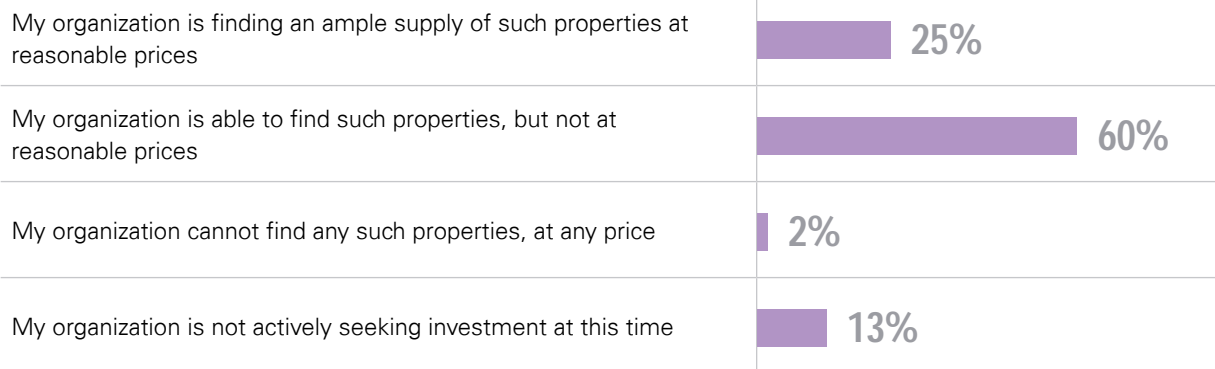 My organization is finding an ample supply of such properties at
reasonable prices
25%
My organization is able to find such properties, but not at
reasonable prices
60%
My organization cannot find any such properties, at any price
2%
My organization is not actively seeking investment at this time
13%